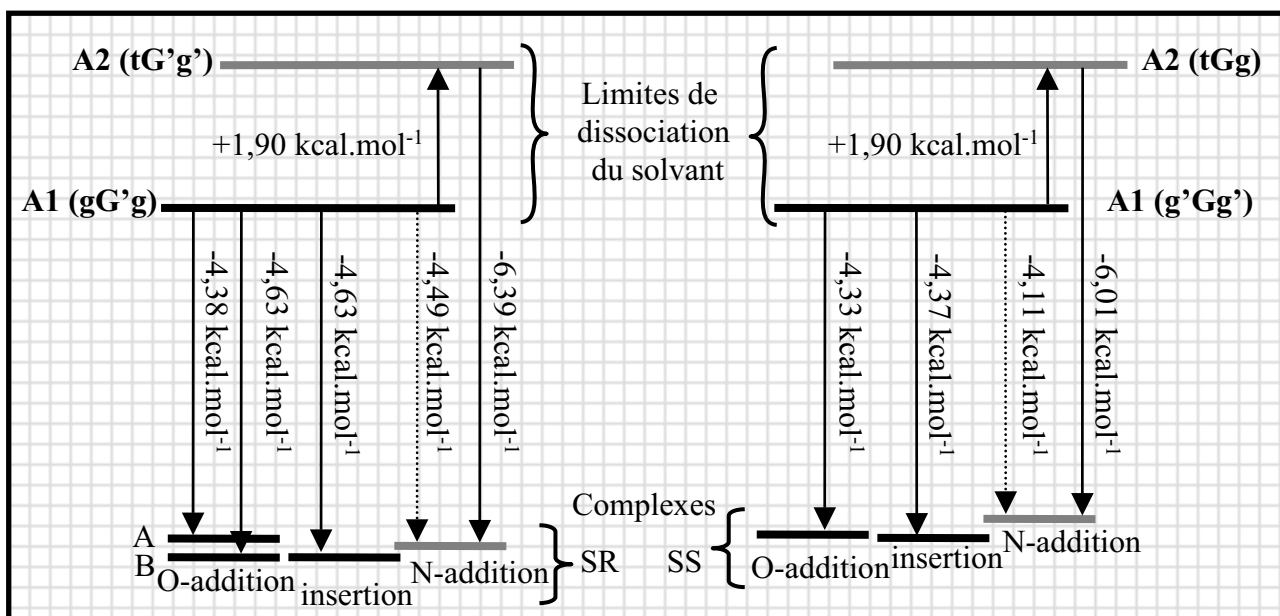 A2 (tG’g’)
A2 (tGg)
Limites de
dissociation
du solvant
+1,90 kcal.mol-1
+1,90 kcal.mol-1
A1 (gG’g)
A1 (g’Gg’)
-4,38 kcal.mol-1
-4,63 kcal.mol-1
-4,63 kcal.mol-1
-4,49 kcal.mol-1
-6,39 kcal.mol-1
-4,33 kcal.mol-1
-4,37 kcal.mol-1
-4,11 kcal.mol-1
-6,01 kcal.mol-1
Complexes
SR
SS
A
B
O-addition
insertion
N-addition
O-addition
insertion
N-addition